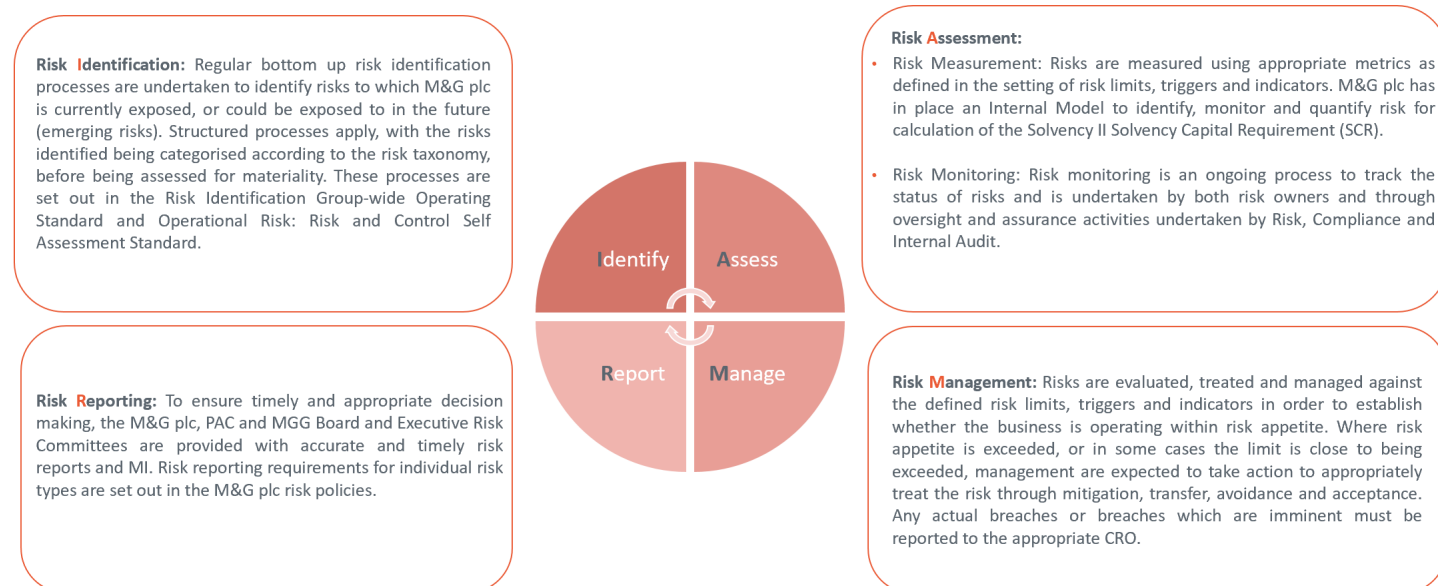 Risk Identification: Regular bottom up risk identification
processes are undertaken to identify risks to which M&G plc
is currently exposed, or could be exposed to in the future
(emerging risks). Structured processes apply, with the risks
identified being categorised according to the risk taxonomy,
before being assessed for materiality. These processes are
set out in the Risk Identification Group-wide Operating
Standard and Operational Risk: Risk and Control Self
Assessment Standard.
Risk Assessment:
• Risk Measurement: Risks are measured using appropriate metrics as
defined in the setting of risk limits, triggers and indicators. M&G plc has
in place an Internal Model to identify, monitor and quantify risk for
calculation of the Solvency II Solvency Capital Requirement (SCR).
• Risk Monitoring: Risk monitoring is an ongoing process to track the
status of risks and is undertaken by both risk owners and through
oversight and assurance activities undertaken by Risk, Compliance and
Internal Audit.
Identify
Assess
Report
Manage
Risk Reporting: To ensure timely and appropriate decision
making, the M&G plc, PAC and MGG Board and Executive Risk
Committees are provided with accurate and timely risk
reports and MI. Risk reporting requirements for individual risk
types are set out in the M&G plc risk policies.
Risk Management: Risks are evaluated, treated and managed against
the defined risk limits, triggers and indicators in order to establish
whether the business is operating within risk appetite. Where risk
appetite is exceeded, or in some cases the limit is close to being
exceeded, management are expected to take action to appropriately
treat the risk through mitigation, transfer, avoidance and acceptance.
Any actual breaches or breaches which are imminent must be
reported to the appropriate CRO.